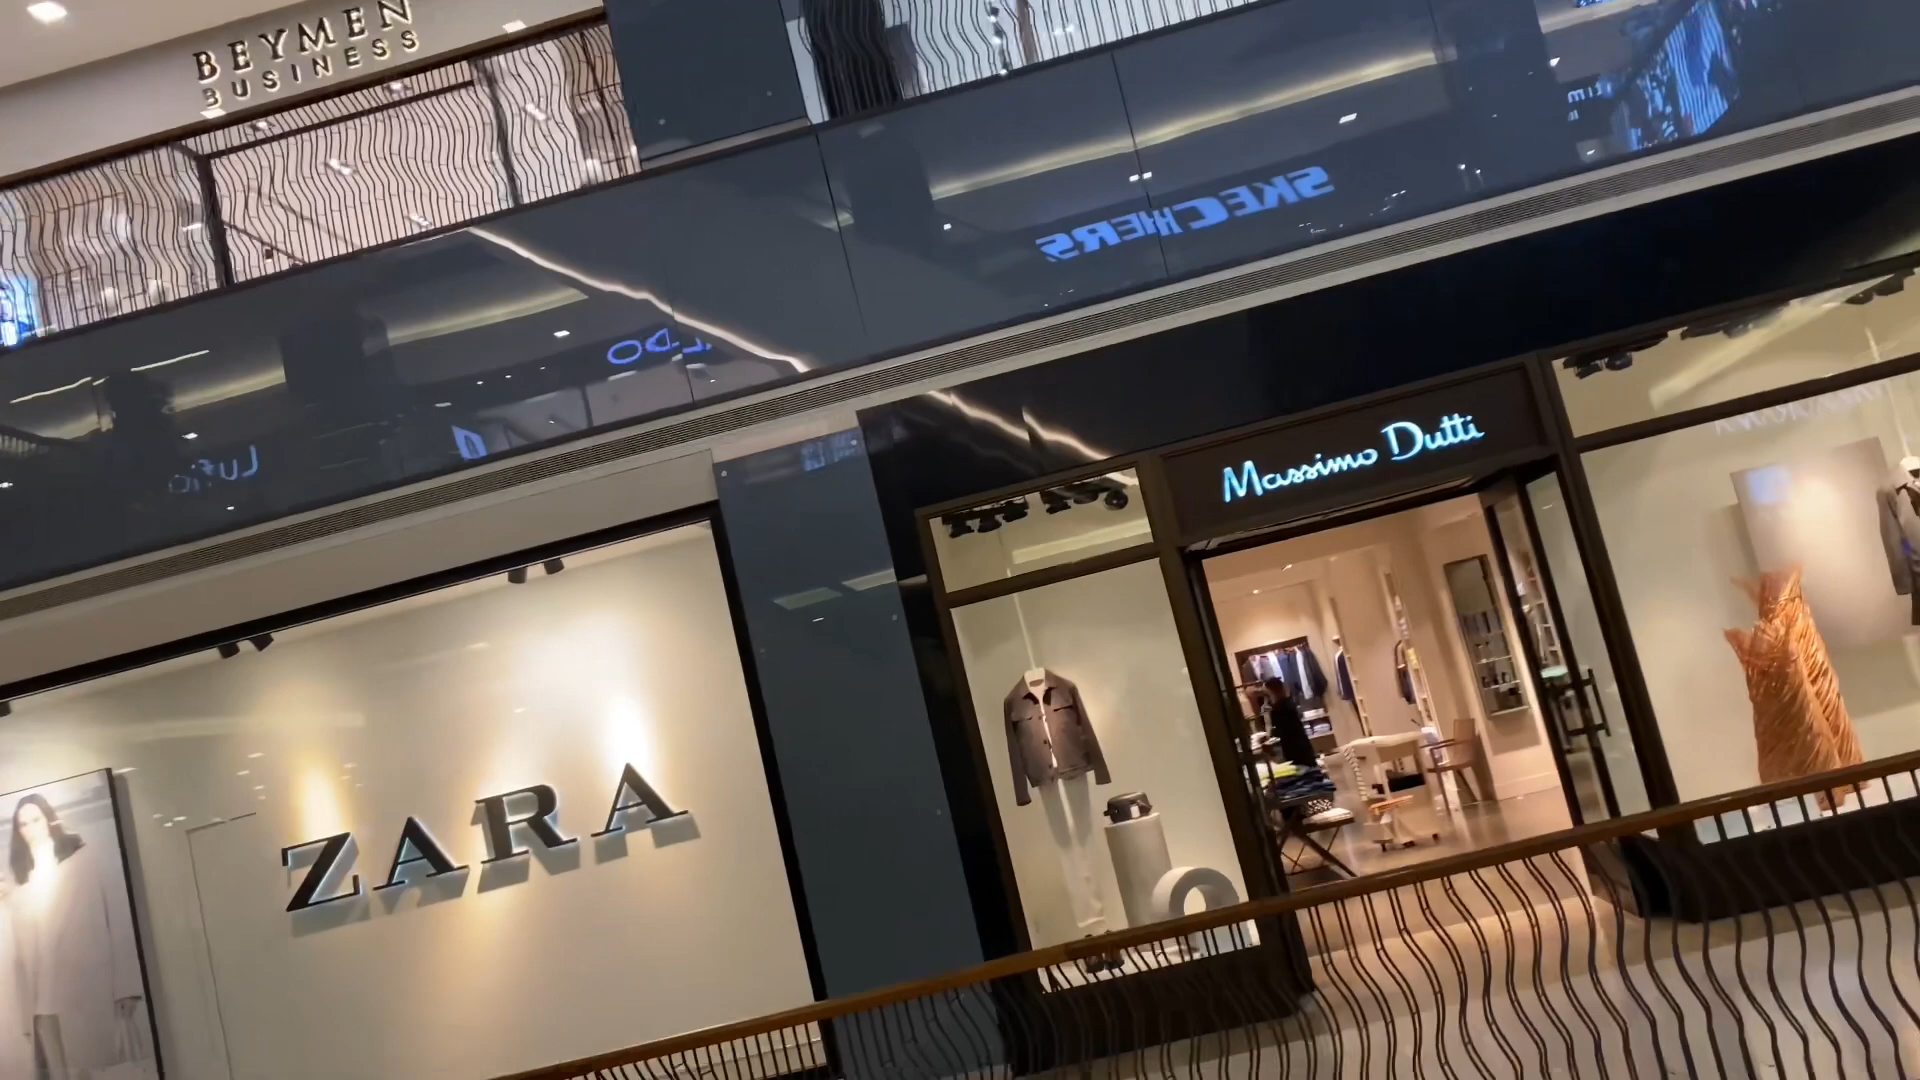 BEYMEN
BUSINESS
SKECHERS
Massimo Dutti
ZARA